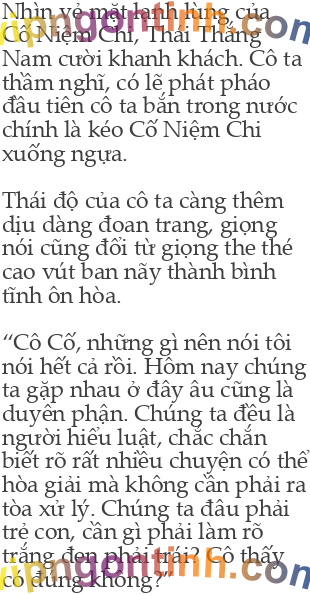 Nhìn vẻ mặt lạnh lùng của
Cố Niệm Chi, Thái Thắng
Nam cười khanh khách. Cô ta
thầm nghĩ, có lẽ phát pháo
đầu tiên cô ta bắn trong nước
chính là kéo Cố Niệm Chi
xuống ngựa.

Thái độ của cô ta càng thêm
dịu dàng đoan trang, giọng
nói cũng đổi từ giọng the thé
cao vút ban nãy thành bình
tĩnh ôn hòa.

“Cô Cố, những gì nên nói tôi
nói hết cả rồi. Hôm nay chúng
ta gặp nhau ở đây âu cũng là
duyên phận. Chúng ta đều là
người hiểu luật, chắc chắn
biết rõ rất nhiều chuyện có thể
hòa giải mà không cần phải ra
tòa xử lý. Chúng ta đâu phải
trẻ con, cần gì phải làm rõ
trắng đen phải trái? Cô thấy
có đúng không?”
vipngontinh.com
vipngontinh.com